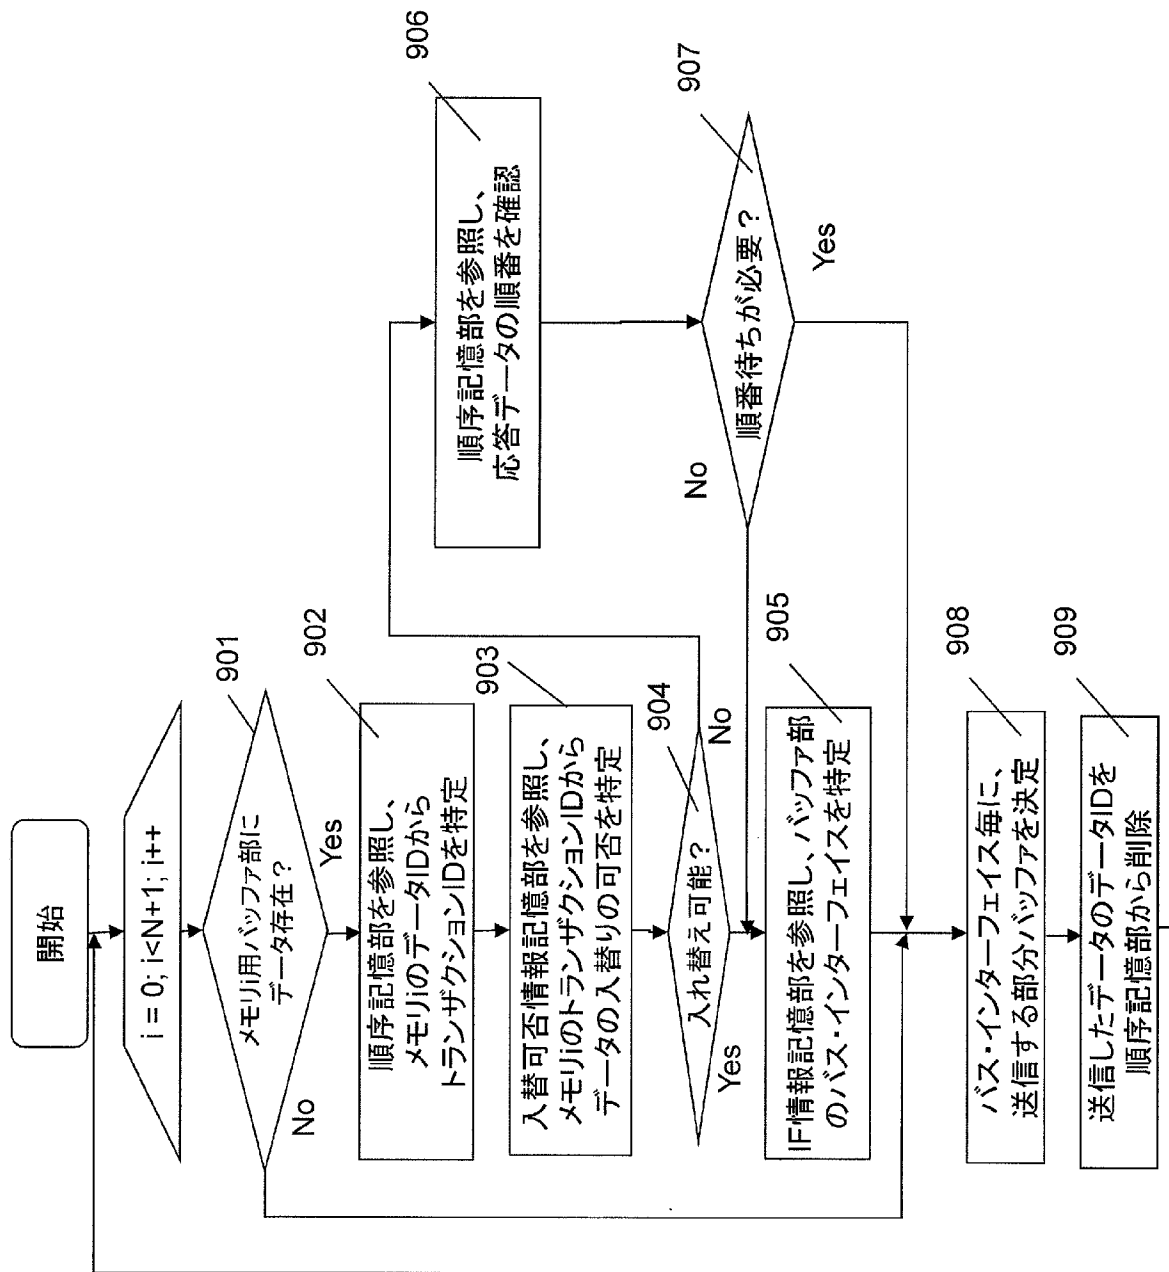 開始
i = 0; i<N+1; i++
901
メモリi用バッファ部に
データ存在？
No
Yes
902
順序記憶部を参照し、
メモリiのデータIDから
トランザクションIDを特定
903
入替可否情報記憶部を参照し、
メモリiのトランザクションIDから
データの入替りの可否を特定
904
入れ替え可能？
Yes
No
905
IF情報記憶部を参照し、バッファ部
のバス・インターフェイスを特定
906
順序記憶部を参照し、
応答データの順番を確認
907
順番待ちが必要？
No
Yes
908
バス・インターフェイス毎に、
送信する部分バッファを決定
909
送信したデータのデータIDを
順序記憶部から削除